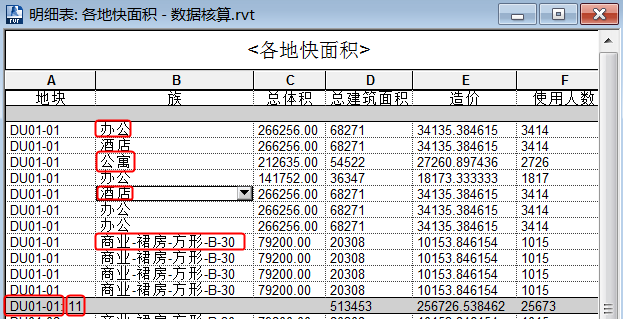 明细表: 各地快面积 - 数据核算.rvt
<各地快面积>
A B C D E F
地块 族 总体积 总建筑面积 造价 使用人数
DU01-01 办公 266256.00 68271 34135.384615 3414
DU01-01 酒店 266256.00 68271 34135.384615 3414
DU01-01 公寓 212635.00 54522 27260.897436 2726
DU01-01 办公 141752.00 36347 18173.333333 1817
DU01-01 酒店 266256.00 68271 34135.384615 3414
DU01-01 办公 266256.00 68271 34135.384615 3414
DU01-01 办公 266256.00 68271 34135.384615 3414
DU01-01 商业-裙房-方形-B-30 79200.00 20308 10153.846154 1015
DU01-01 商业-裙房-方形-B-30 79200.00 20308 10153.846154 1015
DU01-01 商业-裙房-方形-B-30 79200.00 20308 10153.846154 1015
DU01-01 商业-裙房-方形-B-30 79200.00 20308 10153.846154 1015
DU01-01: 11 513453 256726.538462 25673